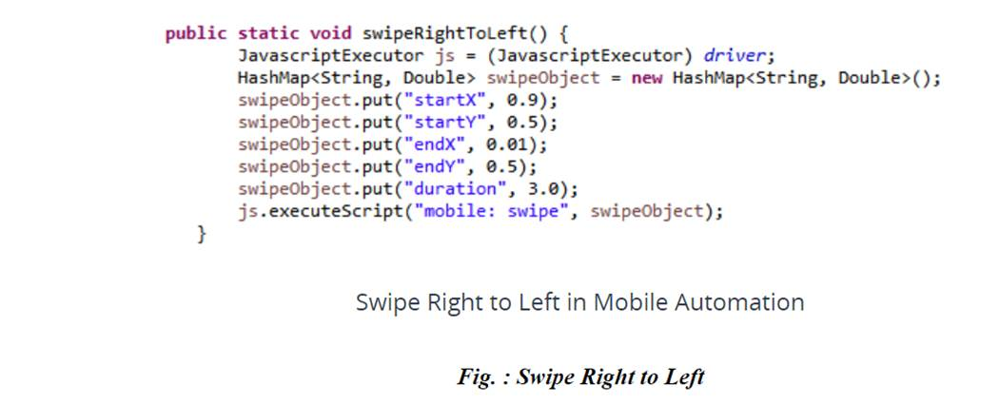 public static void swipeRightToLeft() {
JavascriptExecutor js = (JavascriptExecutor) driver;
HashMap<String, Double> swipeObject = new HashMap<String, Double>();
swipeObject.put("startX", 0.9);
swipeObject.put("startY", 0.5);
swipeObject.put("endX", 0.01);
swipeObject.put("endY", 0.5);
swipeObject.put("duration", 3.0);
js.executeScript("mobile: swipe", swipeObject);
}
Swipe Right to Left in Mobile Automation
Fig. : Swipe Right to Left